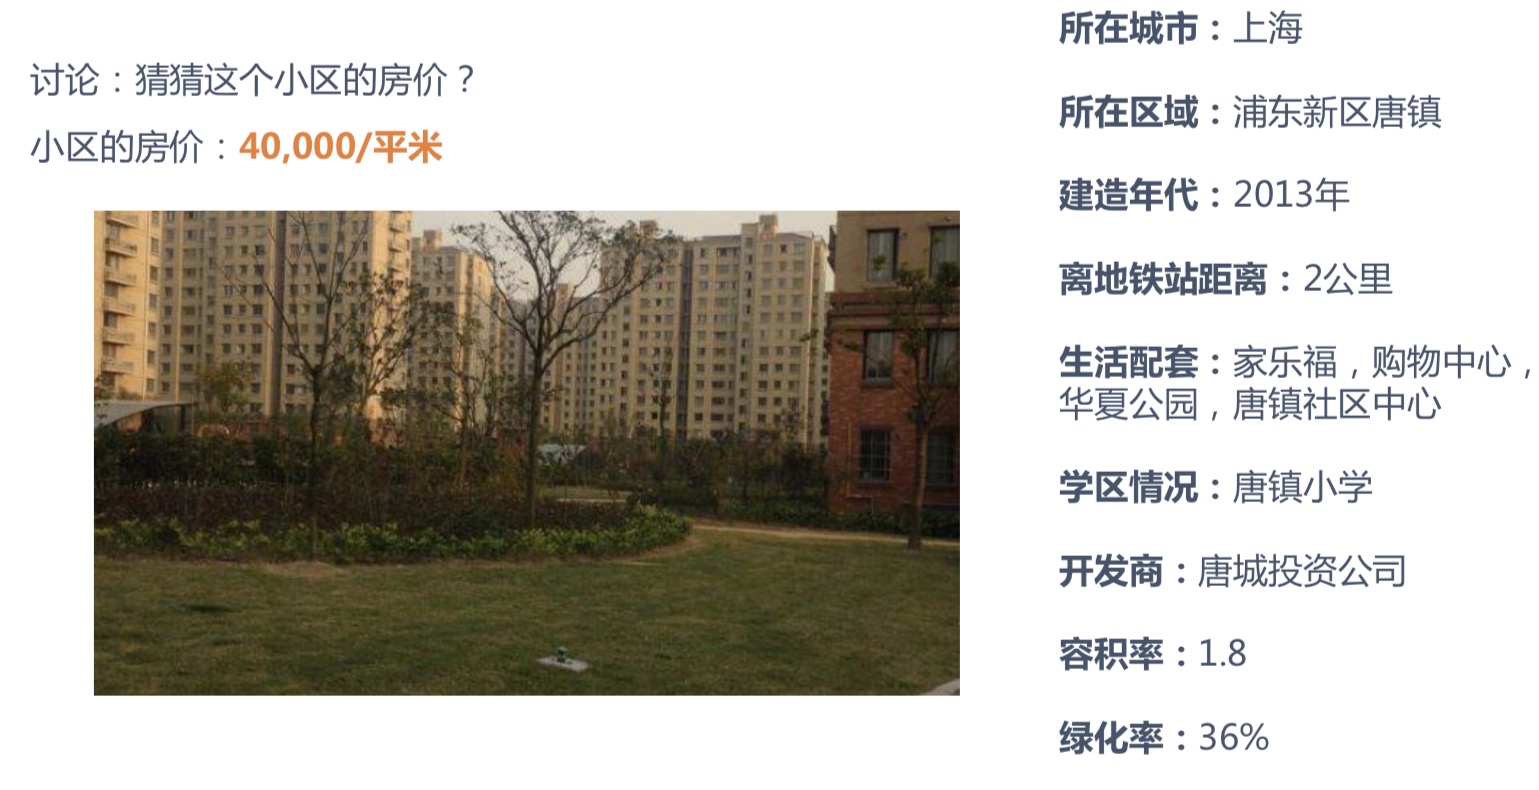 讨论：猜猜这个小区的房价？
小区的房价：40,000/平米
所在城市：上海
所在区域：浦东新区唐镇
建造年代：2013年
离地铁站距离：2公里
生活配套：家乐福，购物中心，
华夏公园，唐镇社区中心
学区情况：唐镇小学
开发商：唐城投资公司
容积率：1.8
绿化率：36%